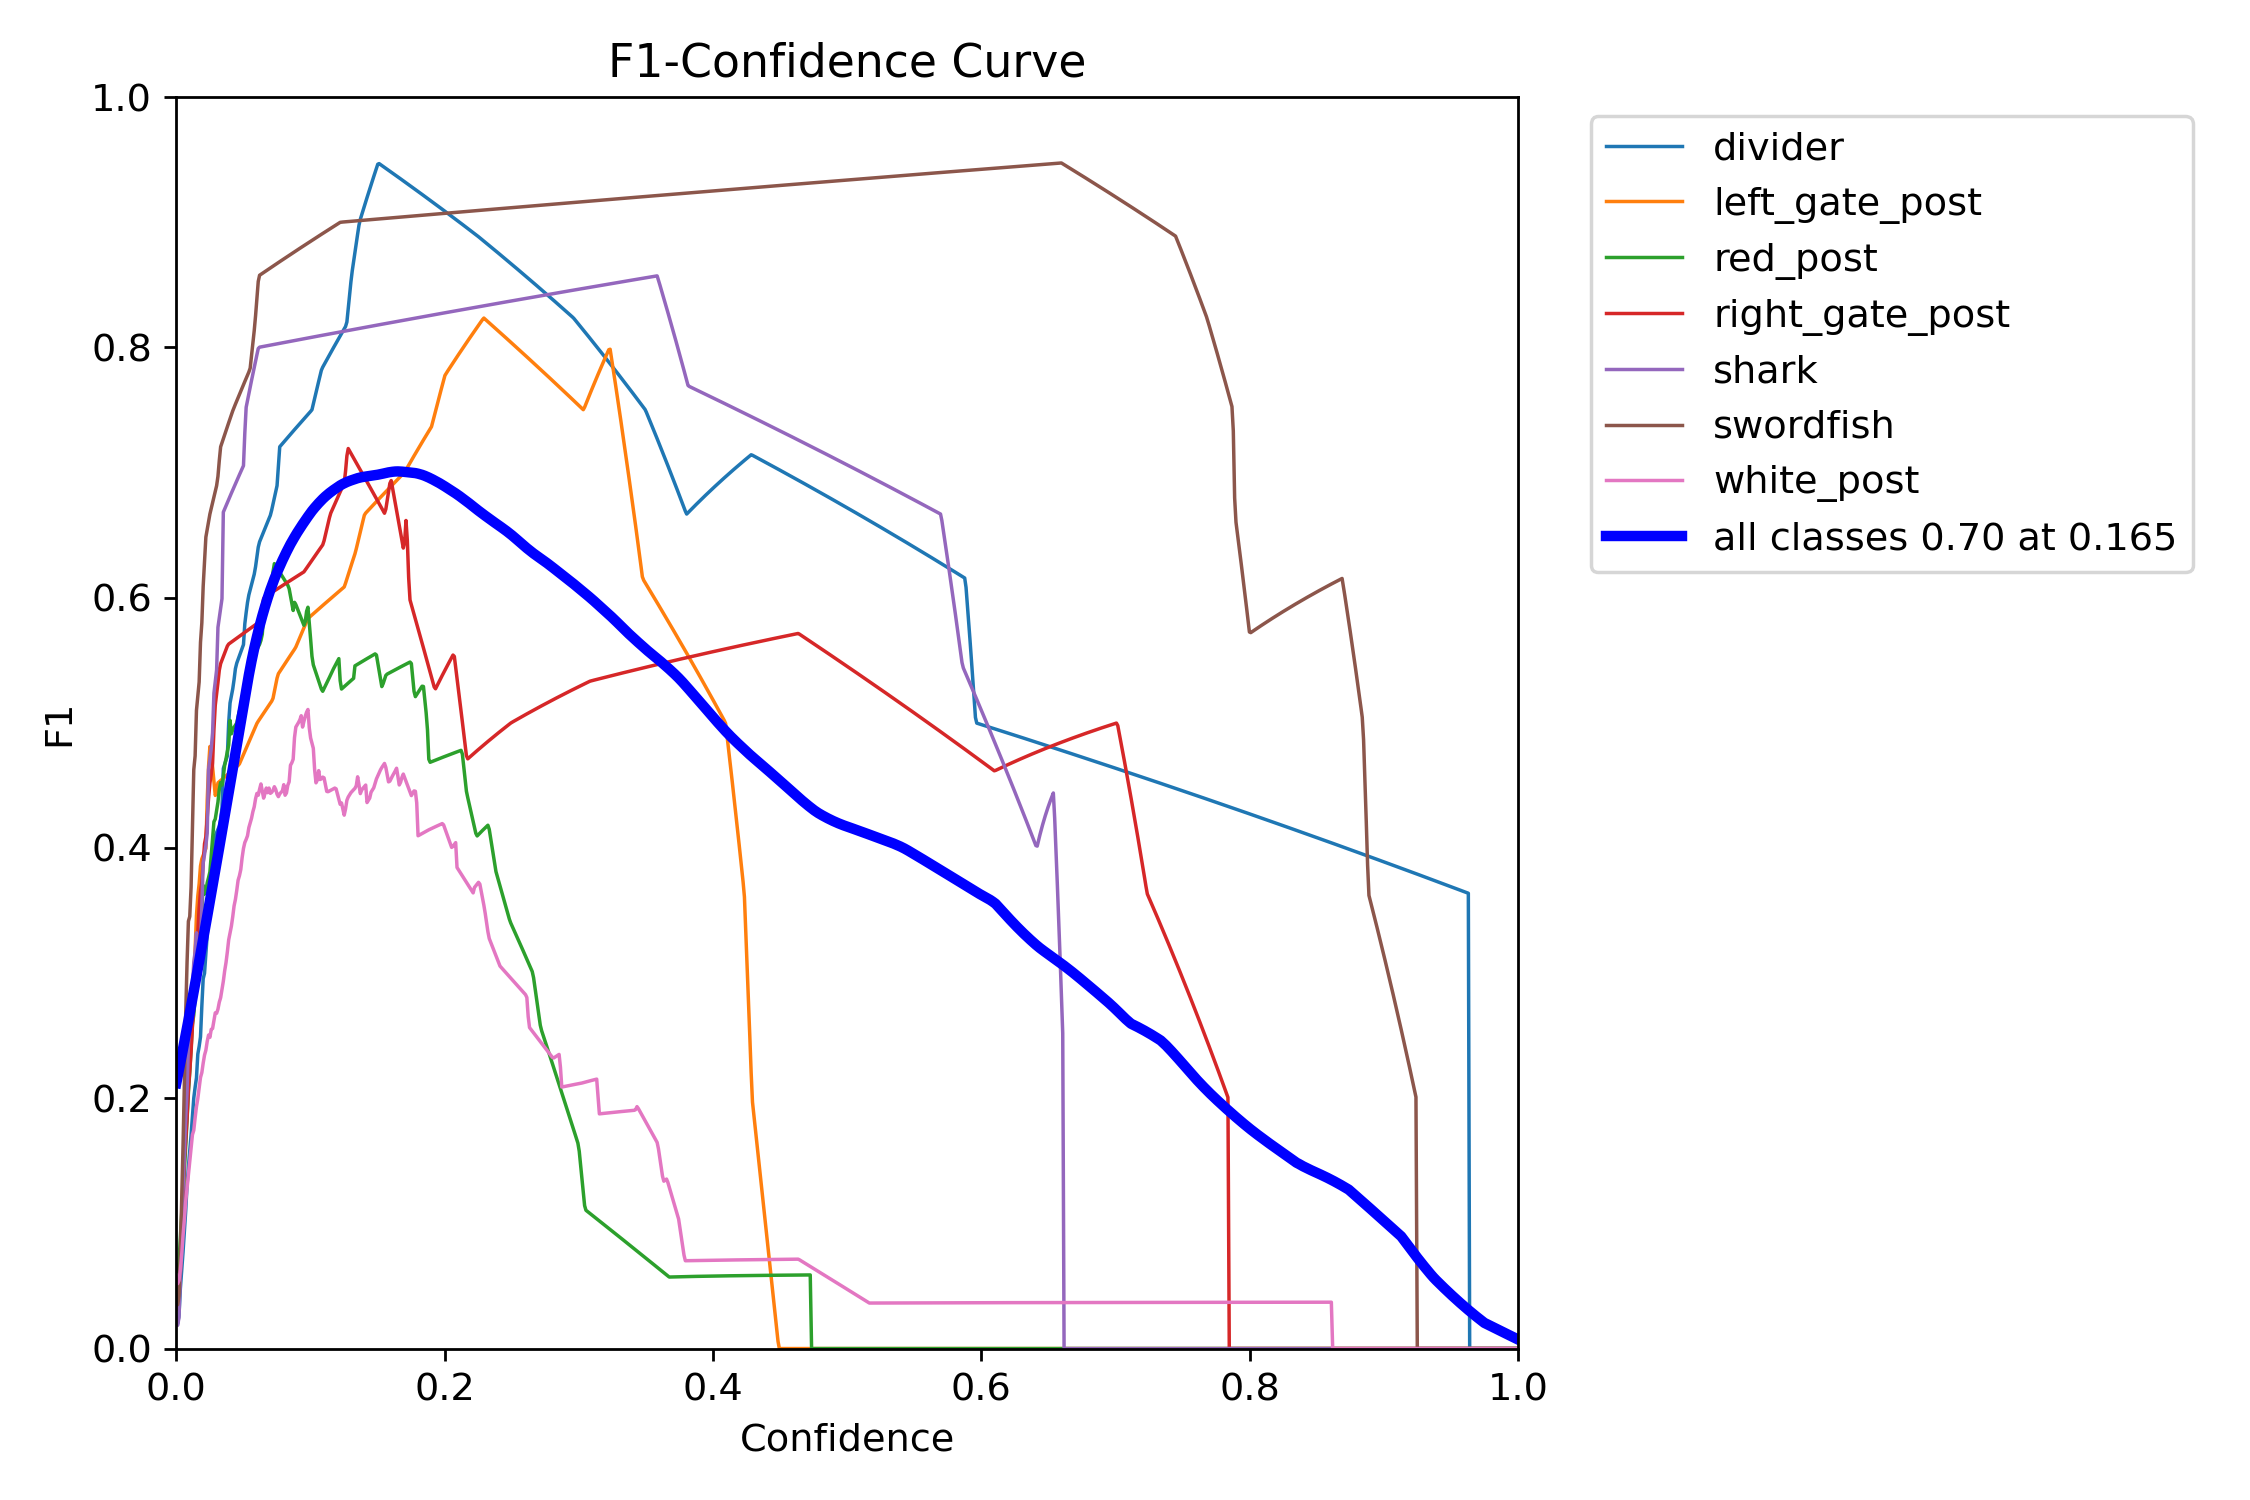 F1-Confidence Curve
1.0
0.8
0.6
0.4
0.2
0.0
F1
0.0 0.2 0.4 0.6 0.8 1.0
Confidence
divider
left_gate_post
red_post
right_gate_post
shark
swordfish
white_post
all classes 0.70 at 0.165